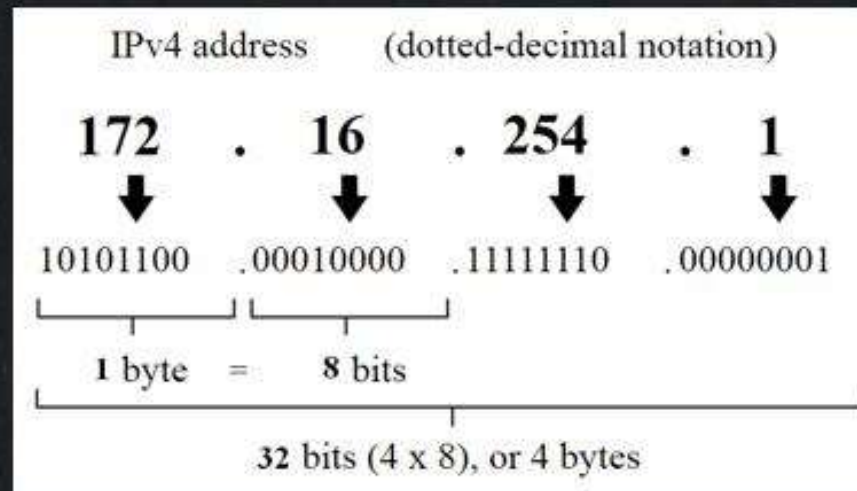 IPv4 address (dotted-decimal notation)
172 . 16 . 254 . 1
10101100 .00010000 .11111110 .00000001
1 byte = 8 bits
32 bits (4 x 8), or 4 bytes